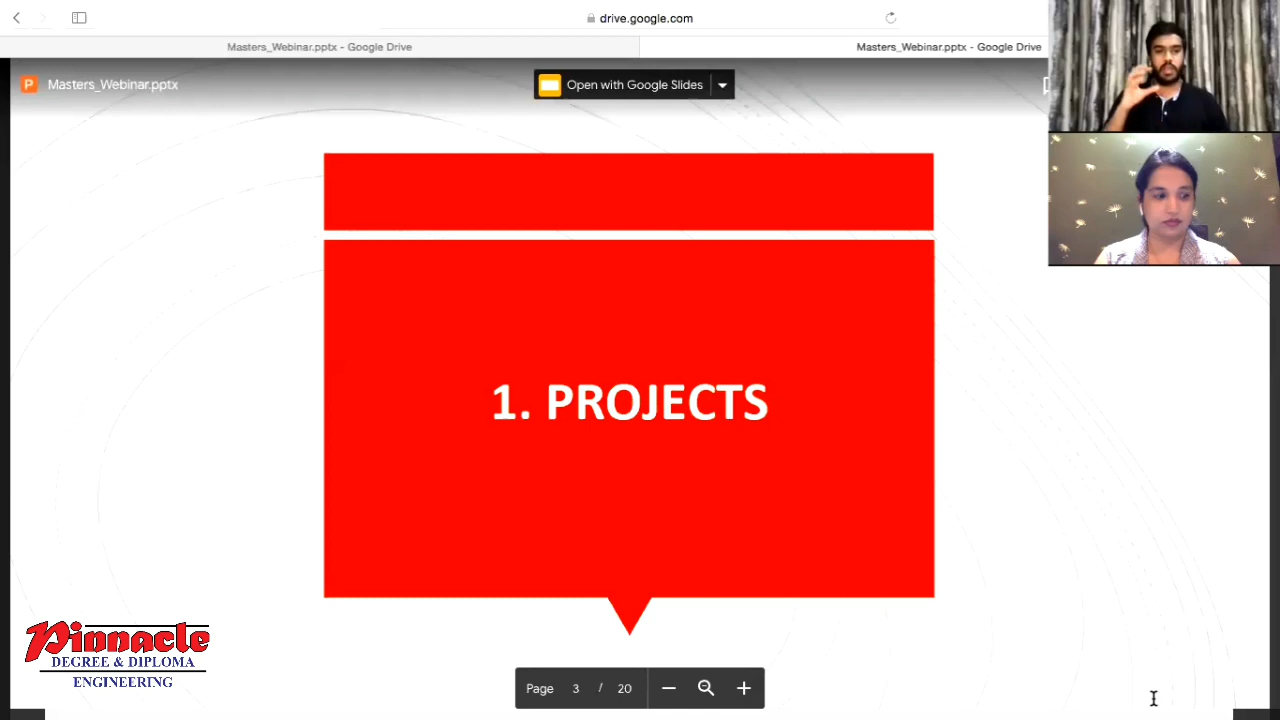 drive.google.com
Masters_Webinar.pptx - Google Drive
Masters_Webinar.pptx - Google Drive
P
Masters_Webinar.pptx
Open with Google Slides
1. PROJECTS
Pinnacle
DEGREE & DIPLOMA
ENGINEERING
Page 3 / 20